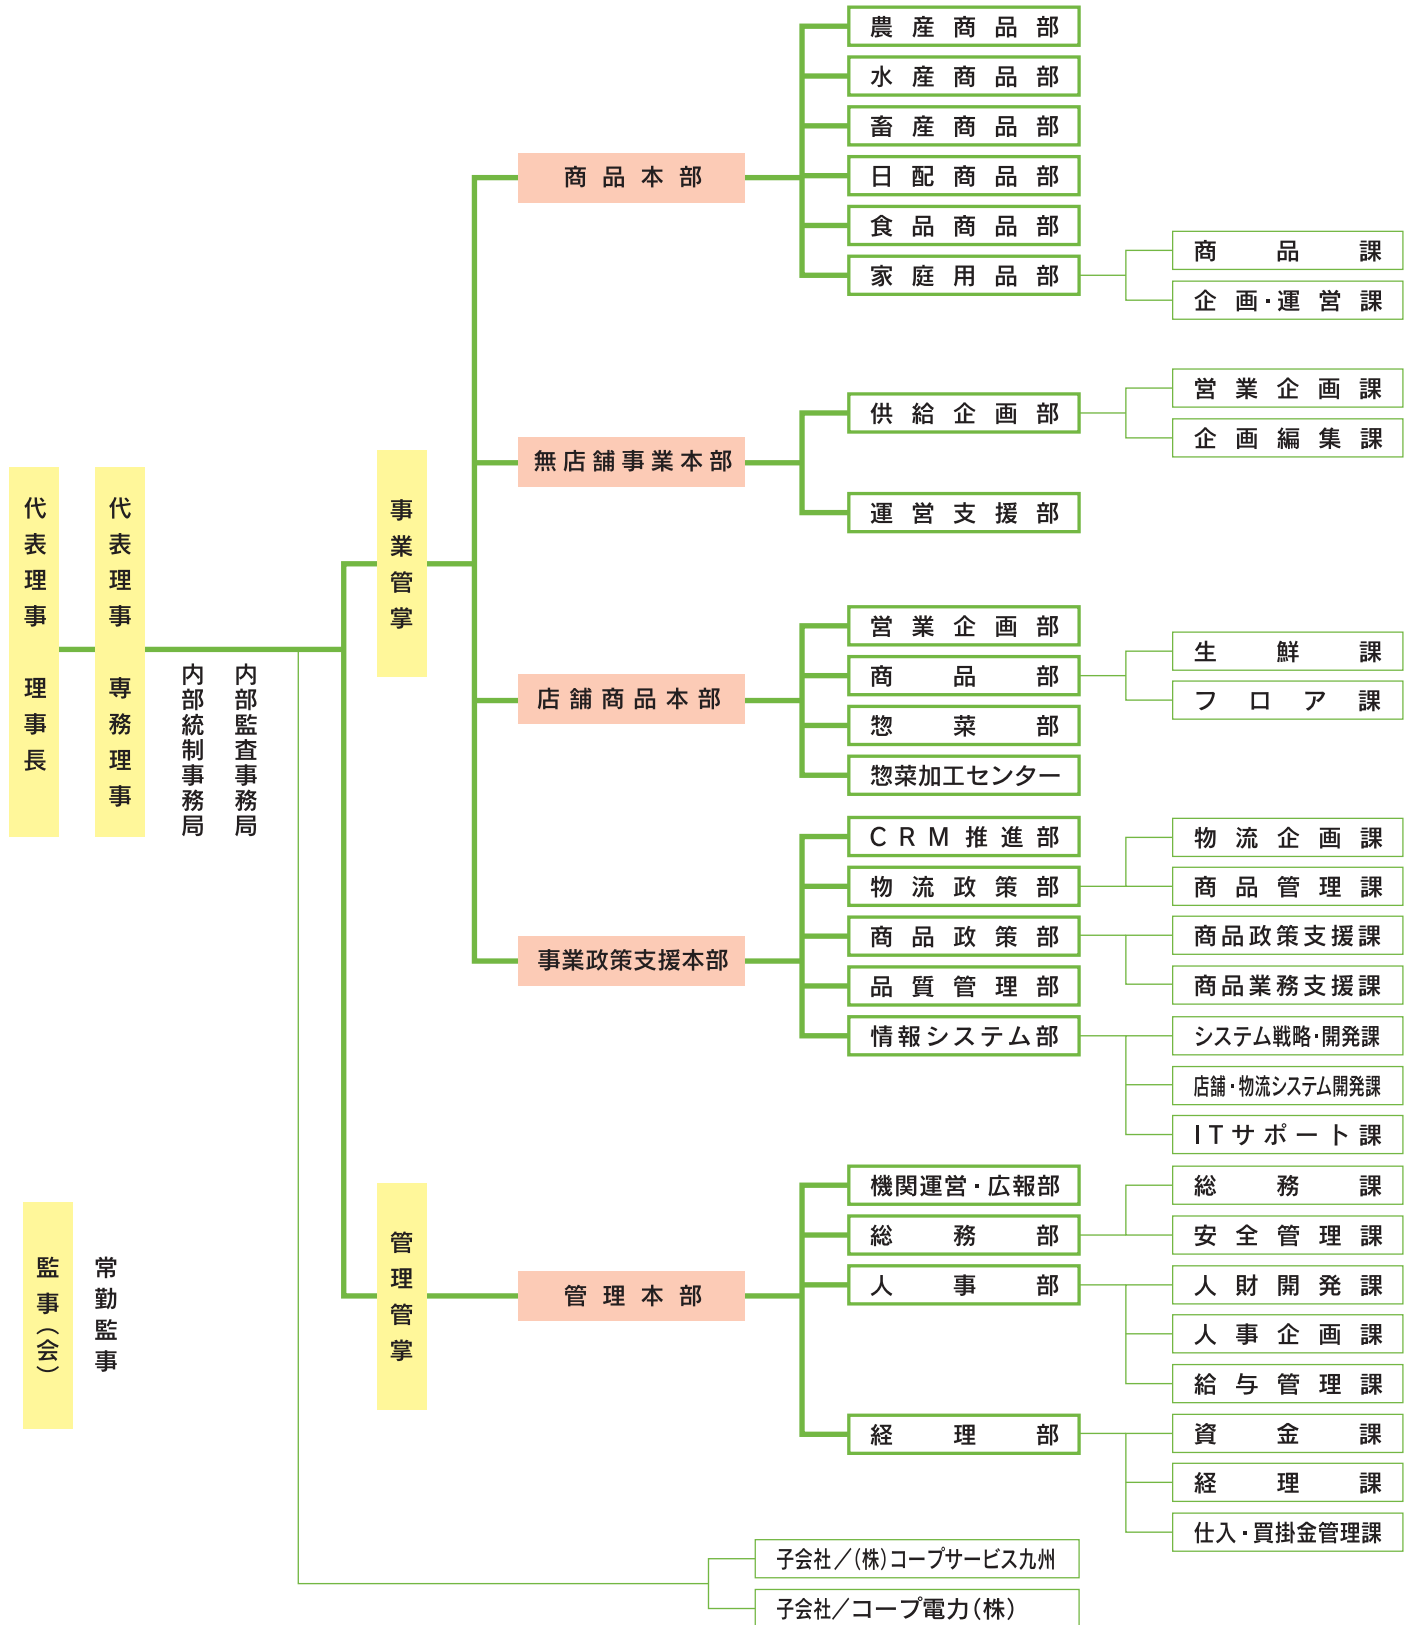 代表理事 理事長
代表理事 専務理事
内部統制事務局
内部監査事務局
監事（会）
常勤監事
事業管掌
商品本部
農産商品部
水産商品部
畜産商品部
日配商品部
食品商品部
家庭用品部
商品課
企画・運営課
無店舗事業本部
供給企画部
営業企画課
企画編集課
運営支援部
店舗商品本部
営業企画部
商品部
生鮮課
フロア課
惣菜部
惣菜加工センター
事業政策支援本部
CRM推進部
物流政策部
物流企画課
商品管理課
商品政策部
商品政策支援課
商品業務支援課
品質管理部
情報システム部
システム戦略・開発課
店舗・物流システム開発課
ITサポート課
管理管掌
管理本部
機関運営・広報部
総務部
総務課
安全管理課
人事部
人財開発課
人事企画課
給与管理課
経理部
資金課
経理課
仕入・買掛金管理課
子会社／（株）コープサービス九州
子会社／コープ電力（株）